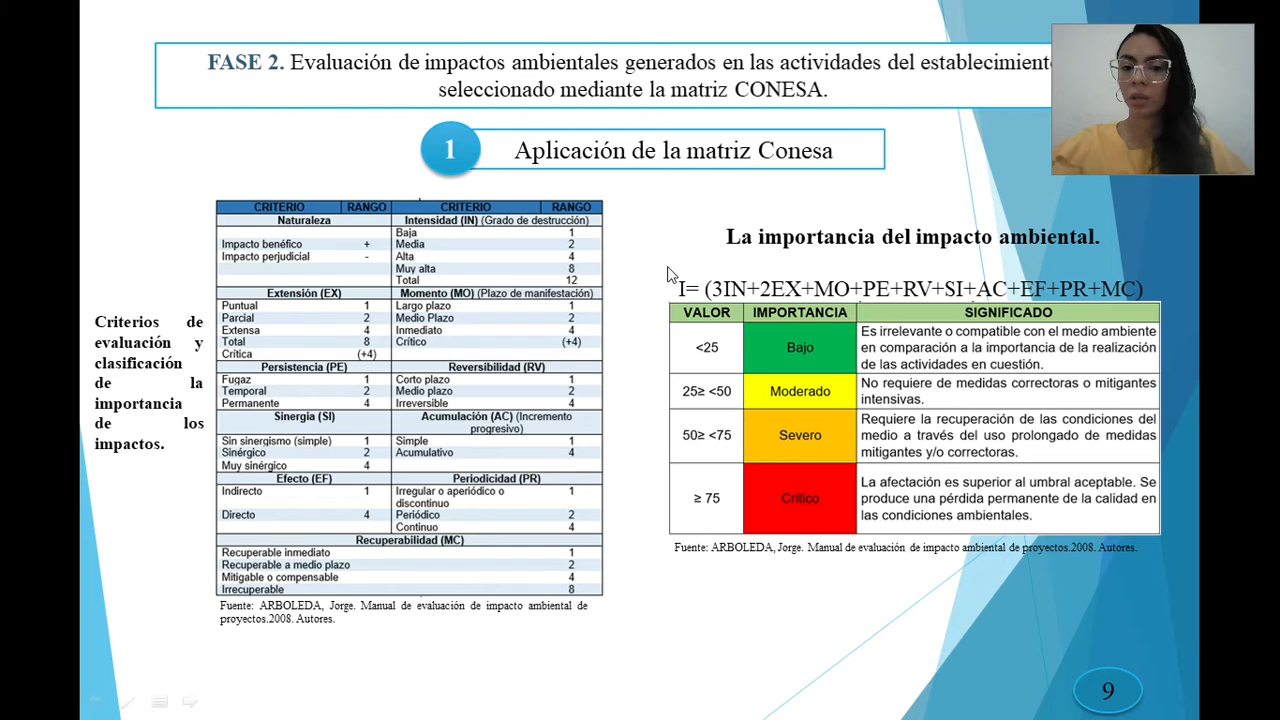 FASE 2. Evaluación de impactos ambientales generados en las actividades del establecimiento
seleccionado mediante la matriz CONESA.
1
Aplicación de la matriz Conesa
Criterios de
evaluación y
clasificación
de la
importancia
de los
impactos.
CRITERIO RANGO CRITERIO RANGO
Naturaleza Intensidad (IN) (Grado de destrucción)
Baja 1
Impacto benéfico + Media 2
Impacto perjudicial - Alta 4
Muy alta 8
Total 12
Extensión (EX) Momento (MO) (Plazo de manifestación)
Puntual 1 Largo plazo 1
Parcial 2 Medio Plazo 2
Extensa 4 Inmediato 4
Total 8 Crítico (+4)
Crítica (+4)
Persistencia (PE) Reversibilidad (RV)
Fugaz 1 Corto plazo 1
Temporal 2 Medio plazo 2
Permanente 4 Irreversible 4
Sinergia (SI) Acumulación (AC) (Incremento
progresivo)
Sin sinergismo (simple) 1 Simple 1
Sinérgico 2 Acumulativo 4
Muy sinérgico 4
Efecto (EF) Periodicidad (PR)
Indirecto 1 Irregular o aperiódico o 1
discontinuo
Directo 4 Periódico 2
Continuo 4
Recuperabilidad (MC)
Recuperable inmediato 1
Recuperable a medio plazo 2
Mitigable o compensable 4
Irrecuperable 8
Fuente: ARBOLEDA, Jorge. Manual de evaluación de impacto ambiental de
proyectos.2008. Autores.
La importancia del impacto ambiental.
I= (3IN+2EX+MO+PE+RV+SI+AC+EF+PR+MC)
VALOR IMPORTANCIA SIGNIFICADO
<25 Bajo Es irrelevante o compatible con el medio ambiente
en comparación a la importancia de la realización
de las actividades en cuestión.
25≥ <50 Moderado No requiere de medidas correctoras o mitigantes
intensivas.
50≥ <75 Severo Requiere la recuperación de las condiciones del
medio a través del uso prolongado de medidas
mitigantes y/o correctoras.
≥ 75 Crítico La afectación es superior al umbral aceptable. Se
produce una pérdida permanente de la calidad en
las condiciones ambientales.
Fuente: ARBOLEDA, Jorge. Manual de evaluación de impacto ambiental de proyectos.2008. Autores.
9